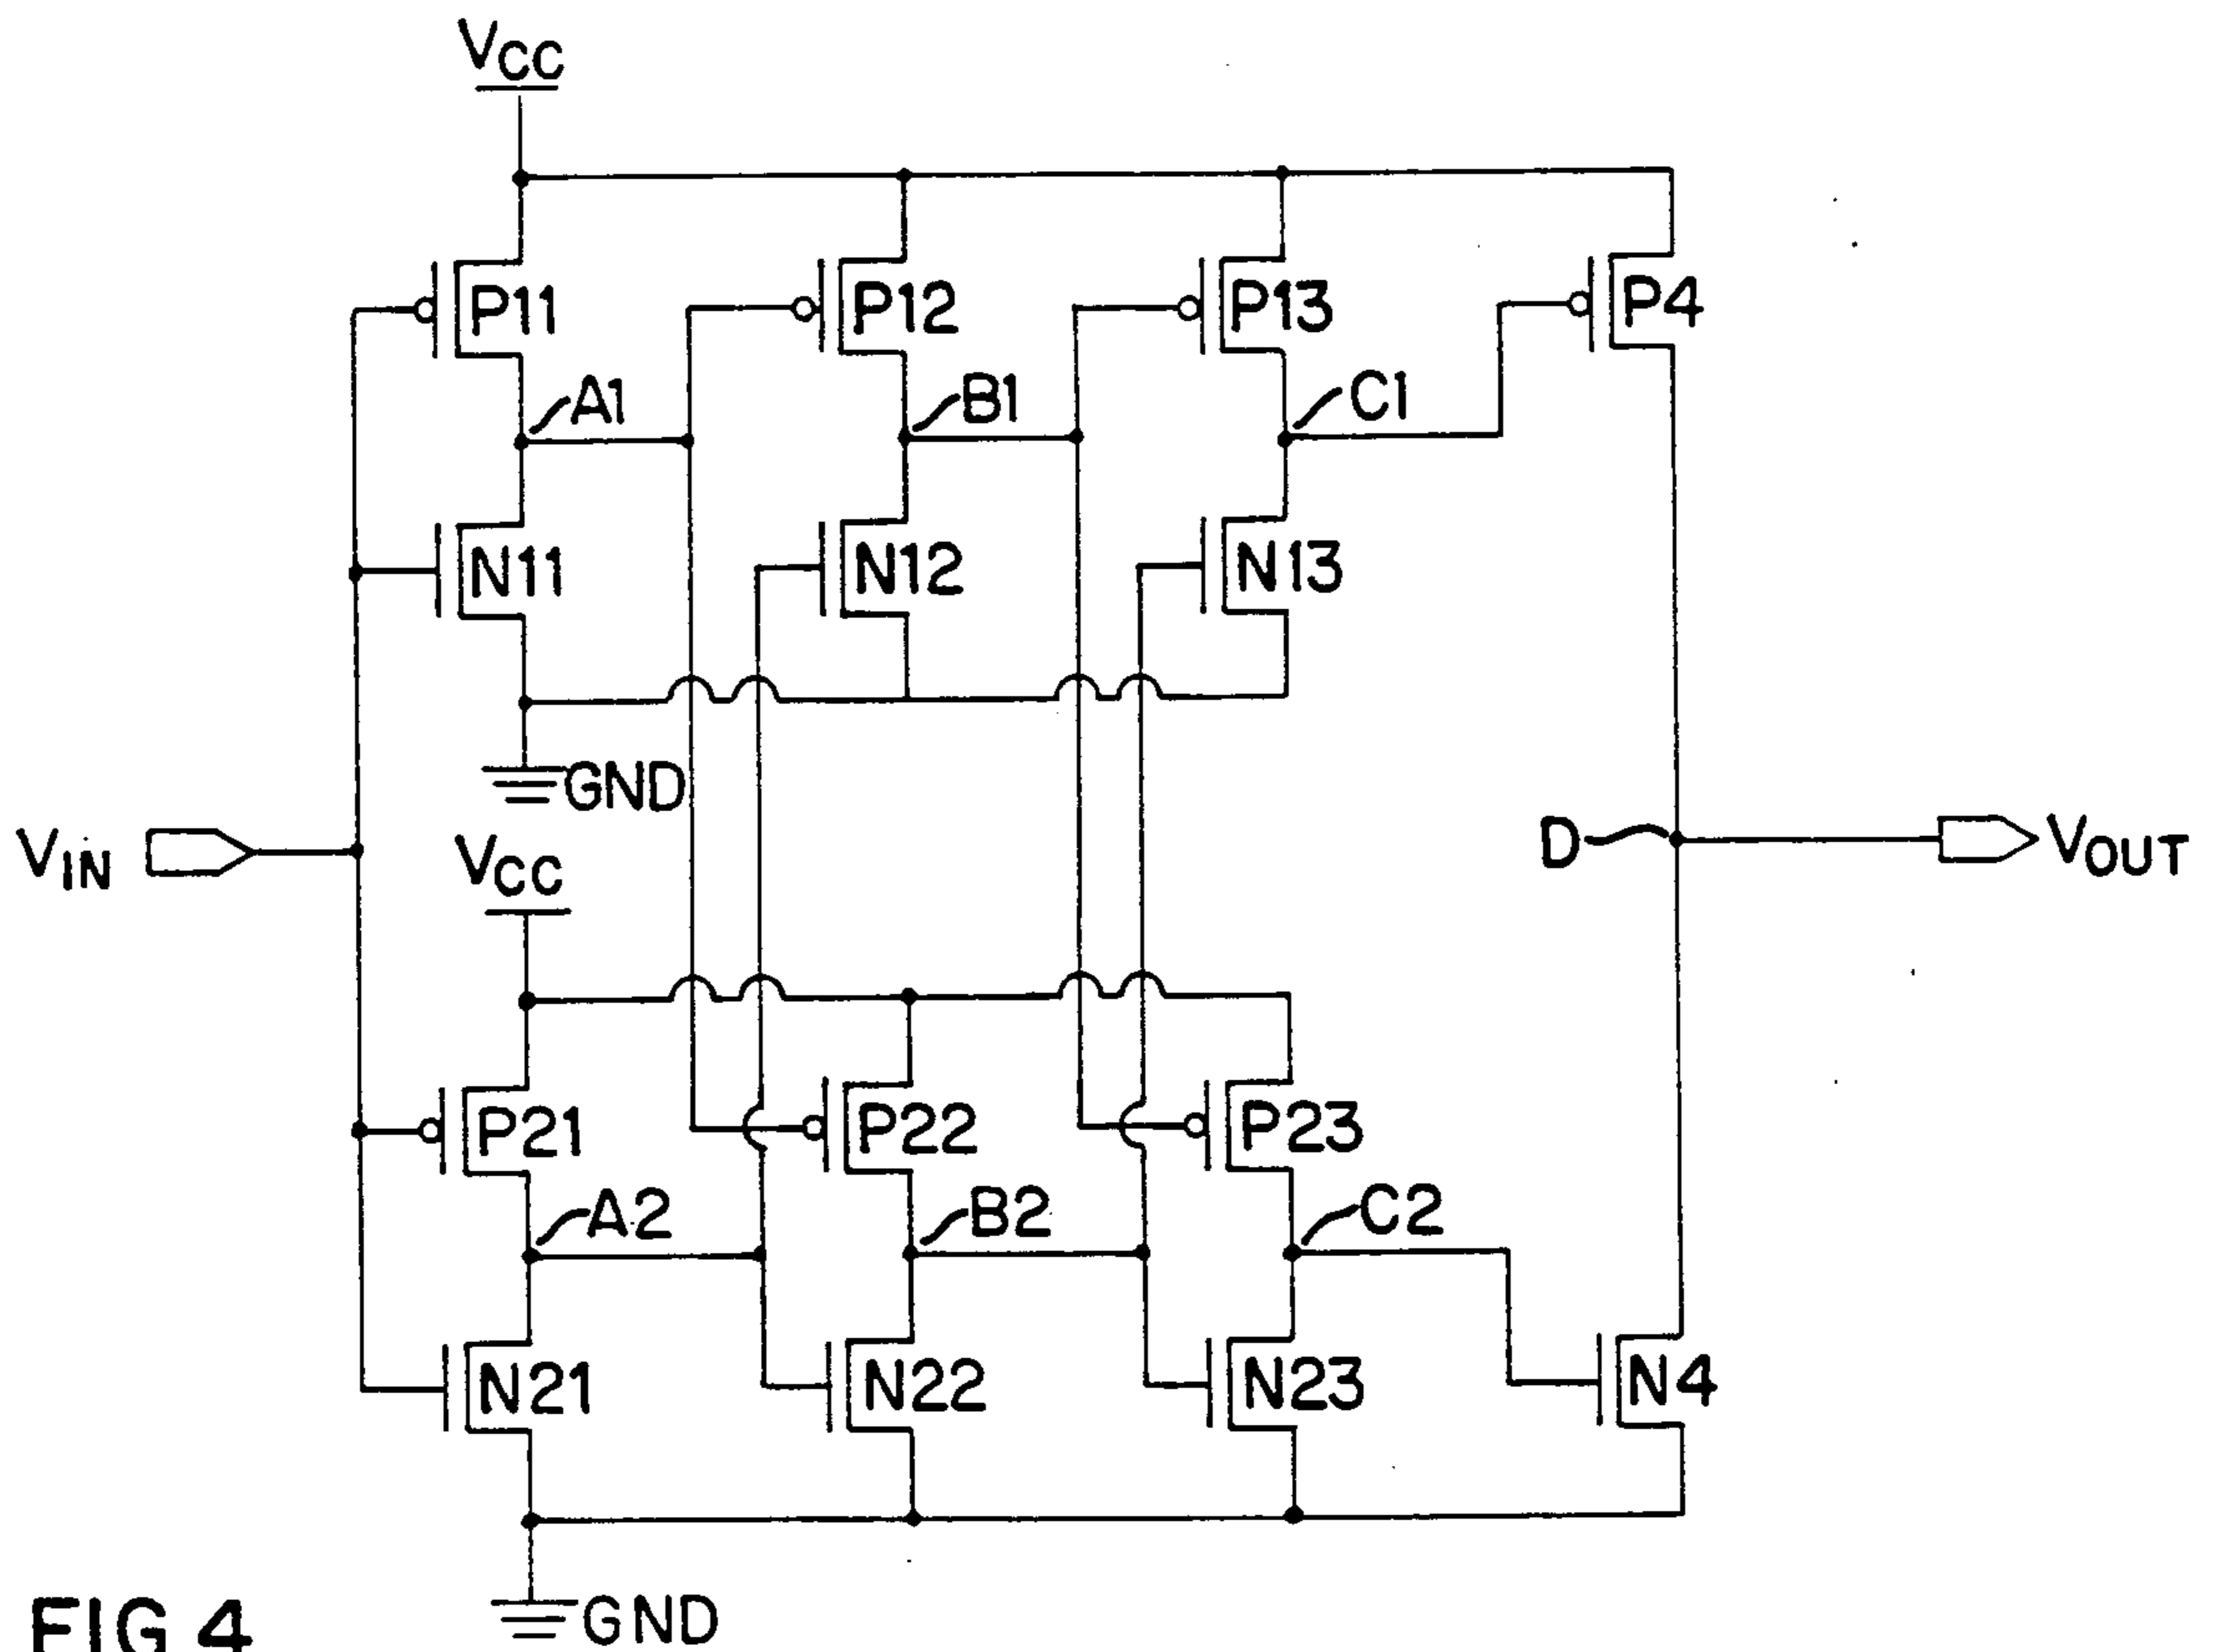 VCC
P11
P12
P13
P4
A1
B1
C1
N11
N12
N13
GND
VIN
VCC
D
VOUT
P21
P22
P23
A2
B2
C2
N21
N22
N23
N4
GND
FIG 4